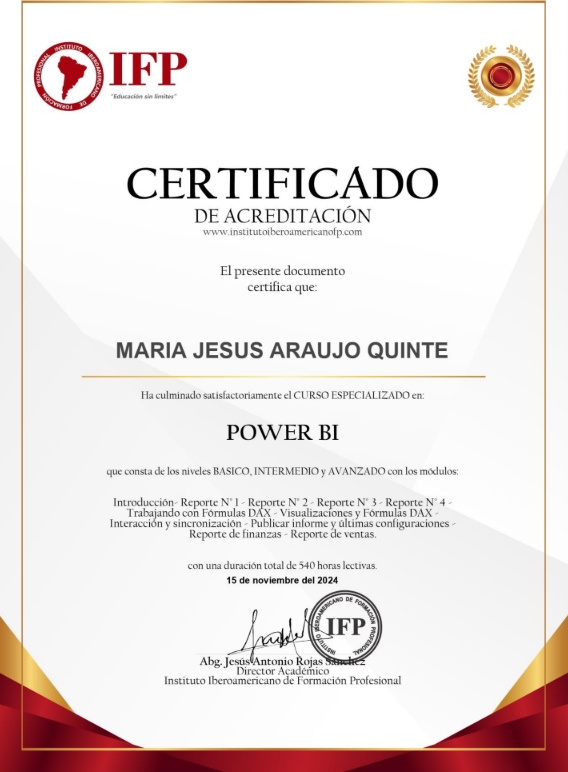 INSTITUTO IBEROAMERICANO DE FORMACIÓN PROFESIONAL
IFP
"Educación sin límites"
CERTIFICADO
DE ACREDITACIÓN
www.institutoiberoamericanofp.com
El presente documento
certifica que:
MARIA JESUS ARAUJO QUINTE
Ha culminado satisfactoriamente el CURSO ESPECIALIZADO en:
POWER BI
que consta de los niveles BASICO, INTERMEDIO y AVANZADO con los módulos:
Introducción- Reporte N° 1 - Reporte N° 2 - Reporte N° 3 - Reporte N° 4 -
Trabajando con Fórmulas DAX - Visualizaciones y Fórmulas DAX -
Interacción y sincronización - Publicar informe y últimas configuraciones -
Reporte de finanzas - Reporte de ventas.
con una duración total de 540 horas lectivas.
15 de noviembre del 2024
INSTITUTO IBEROAMERICANO DE FORMACIÓN PROFESIONAL
IFP
Abg. Jesús Antonio Rojas Sánchez
Director Académico
Instituto Iberoamericano de Formación Profesional